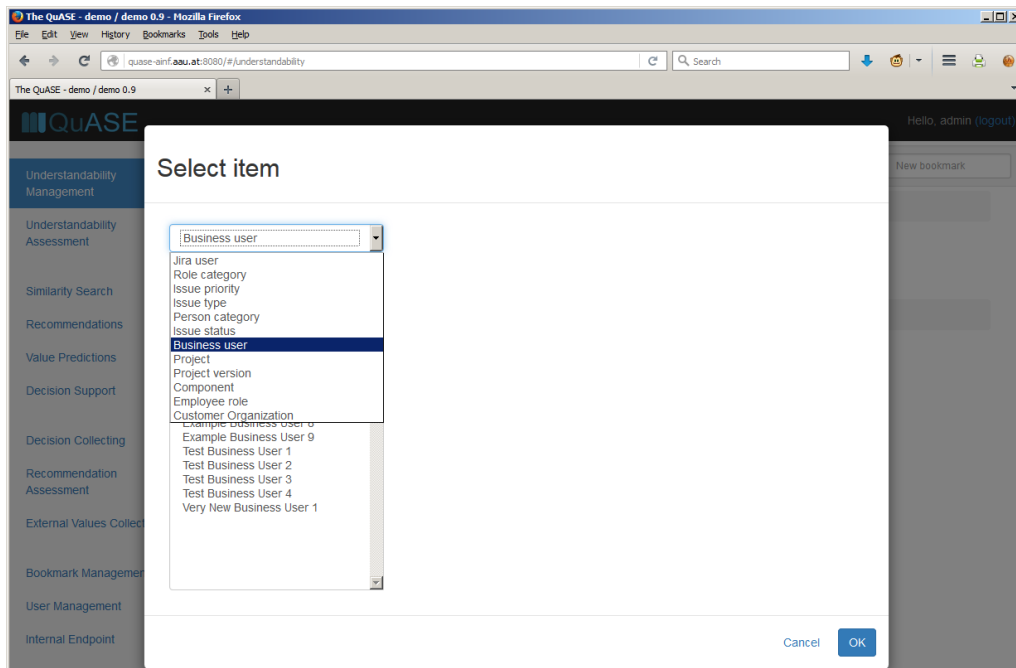 The QuASE - demo / demo 0.9 - Mozilla Firefox
File Edit View History Bookmarks Tools Help
quase-ainf.aau.at:8080/#/understandability
Search
The QuASE - demo / demo 0.9
QuASE
Hello, admin (logout)
New bookmark
Understandability
Management
Understandability
Assessment
Similarity Search
Recommendations
Value Predictions
Decision Support
Decision Collecting
Recommendation
Assessment
External Values Collect
Bookmark Managemen
User Management
Internal Endpoint
Select item
Business user
Jira user
Role category
Issue priority
Issue type
Person category
Issue status
Business user
Project
Project version
Component
Employee role
Customer Organization
Example Business User 8
Example Business User 9
Test Business User 1
Test Business User 2
Test Business User 3
Test Business User 4
Very New Business User 1
Cancel
OK